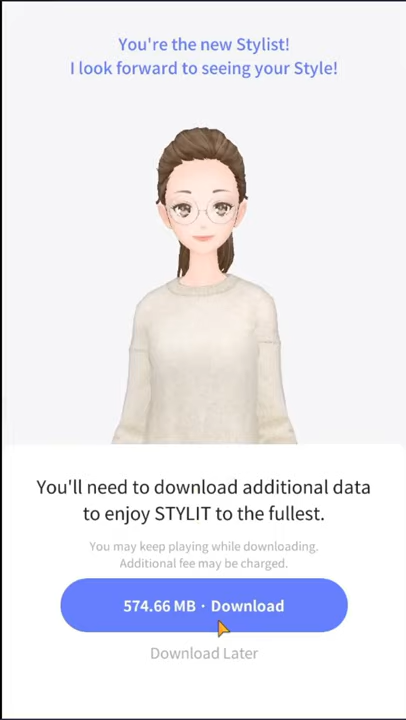 You're the new Stylist!
I look forward to seeing your Style!
You'll need to download additional data
to enjoy STYLIT to the fullest.
You may keep playing while downloading.
Additional fee may be charged.
574.66 MB · Download
Download Later